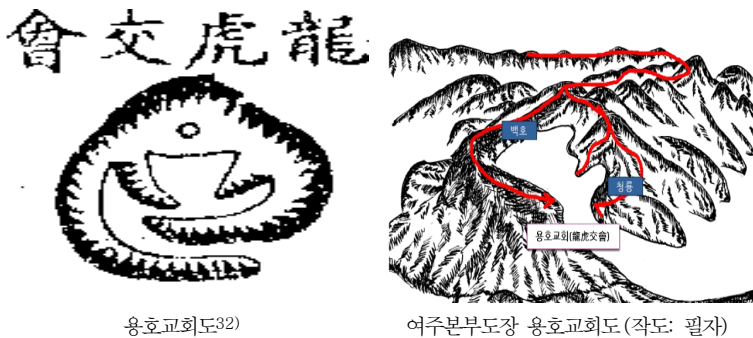 會交虎龍
백호
청룡
용호교회(龍虎交會)
용호교회도32)
여주본부도장 용호교회도(작도: 필자)